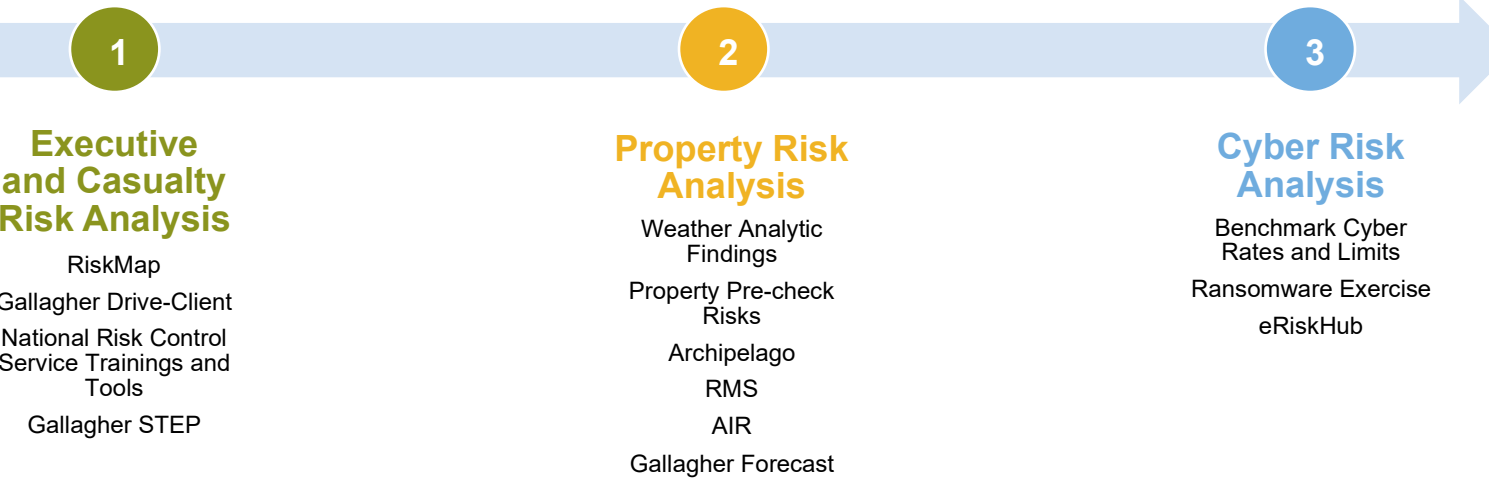 1
Executive
and Casualty
Risk Analysis
RiskMap
Gallagher Drive-Client
National Risk Control
Service Trainings and
Tools
Gallagher STEP
2
Property Risk
Analysis
Weather Analytic
Findings
Property Pre-check
Risks
Archipelago
RMS
AIR
Gallagher Forecast
3
Cyber Risk
Analysis
Benchmark Cyber
Rates and Limits
Ransomware Exercise
eRiskHub